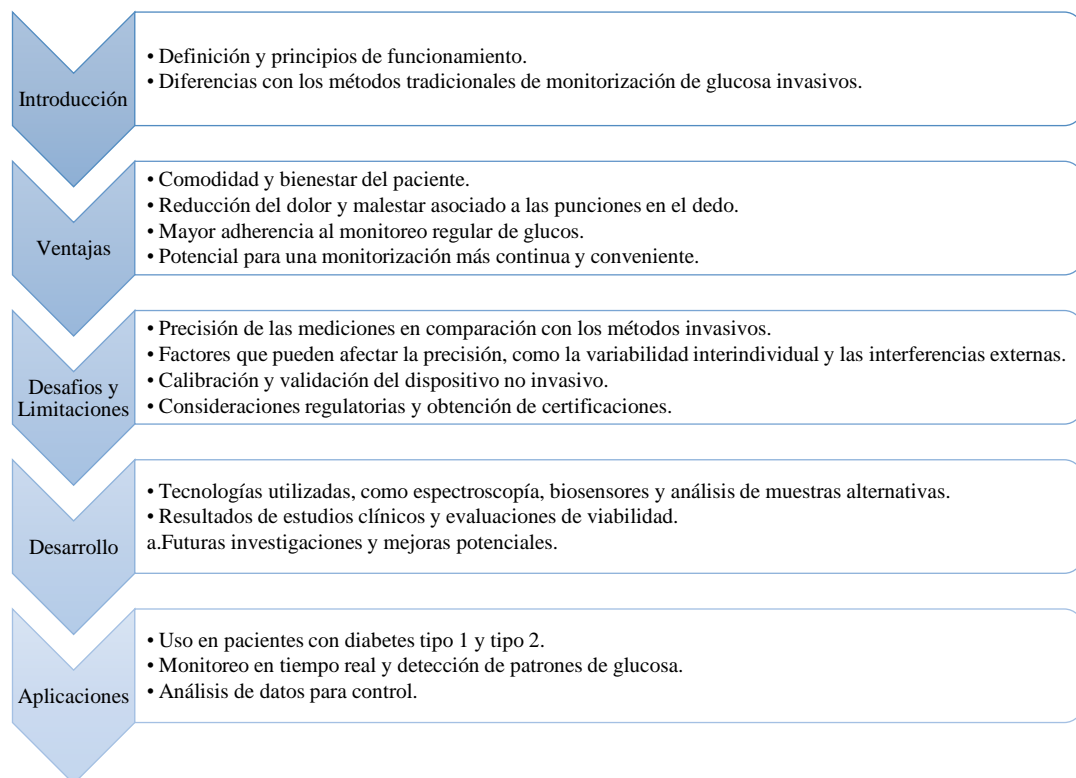 Introducción
• Definición y principios de funcionamiento.
• Diferencias con los métodos tradicionales de monitorización de glucosa invasivos.
Ventajas
• Comodidad y bienestar del paciente.
• Reducción del dolor y malestar asociado a las punciones en el dedo.
• Mayor adherencia al monitoreo regular de glucos.
• Potencial para una monitorización más continua y conveniente.
Desafios y
Limitaciones
• Precisión de las mediciones en comparación con los métodos invasivos.
• Factores que pueden afectar la precisión, como la variabilidad interindividual y las interferencias externas.
• Calibración y validación del dispositivo no invasivo.
• Consideraciones regulatorias y obtención de certificaciones.
Desarrollo
• Tecnologías utilizadas, como espectroscopía, biosensores y análisis de muestras alternativas.
• Resultados de estudios clínicos y evaluaciones de viabilidad.
a.Futuras investigaciones y mejoras potenciales.
Aplicaciones
• Uso en pacientes con diabetes tipo 1 y tipo 2.
• Monitoreo en tiempo real y detección de patrones de glucosa.
• Análisis de datos para control.